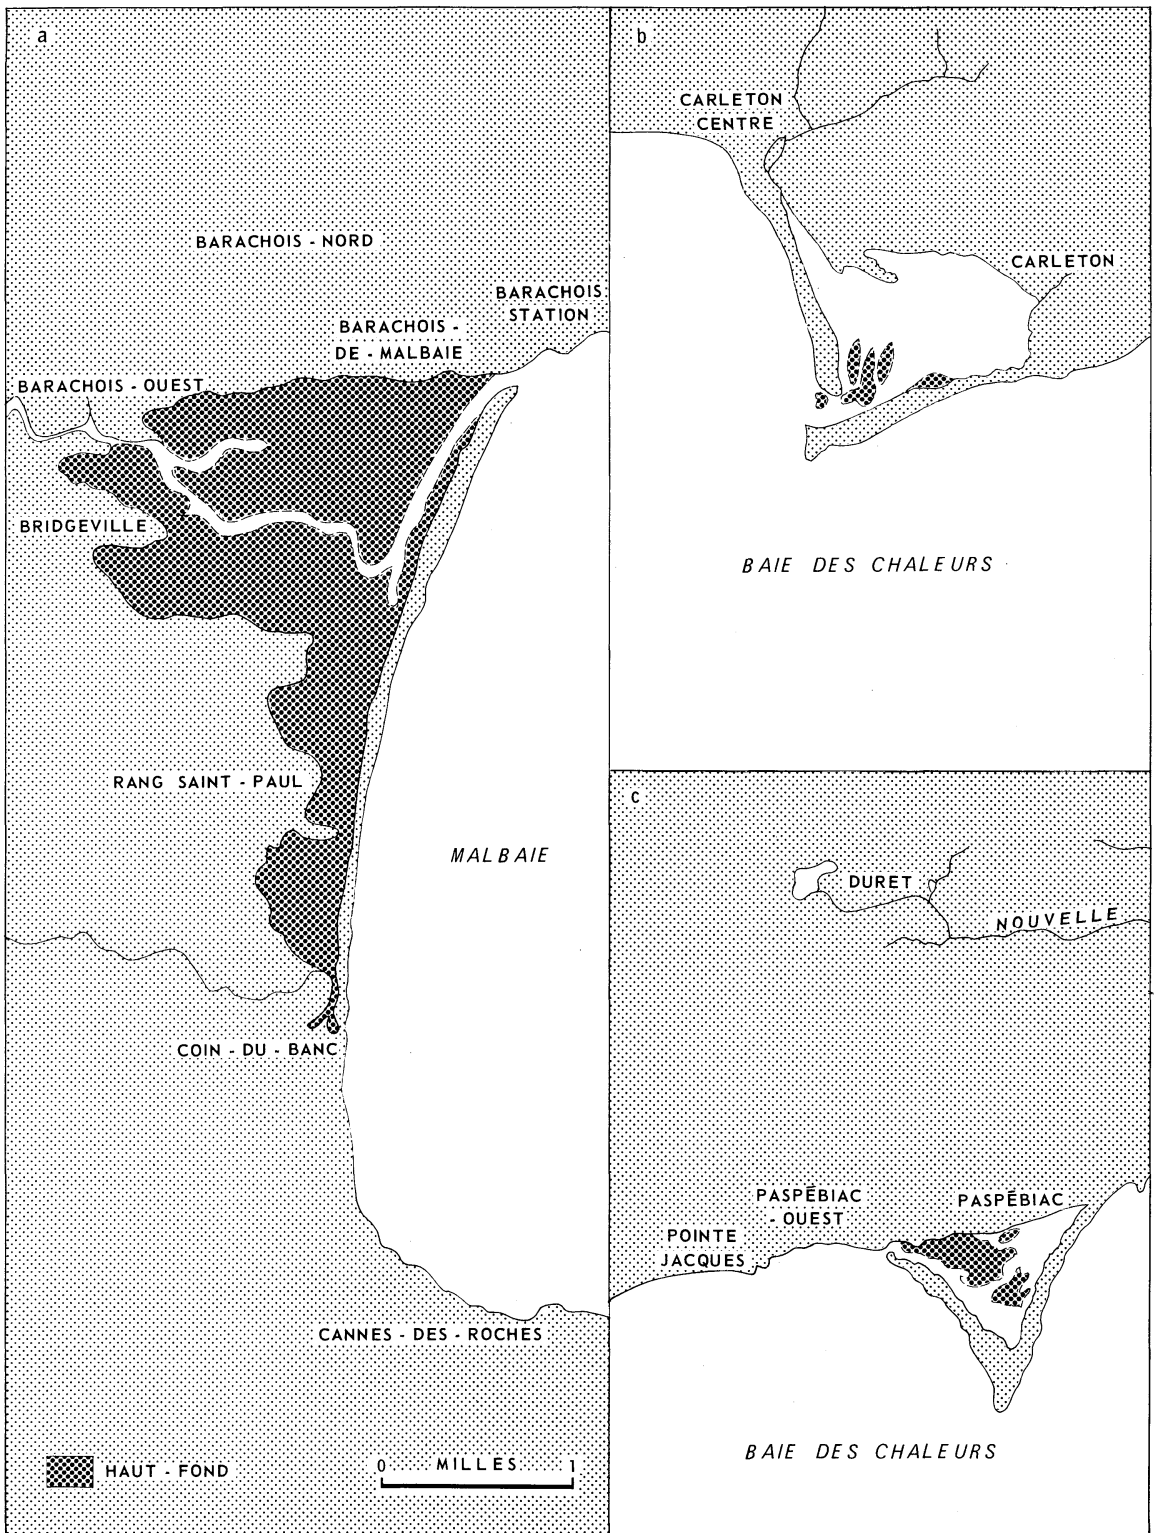 a
BARACHOIS - NORD
BARACHOIS
STATION
BARACHOIS -
DE - MALBAIE
BARACHOIS - OUEST
BRIDGEVILLE
RANG SAINT - PAUL
MALBAIE
COIN - DU - BANC
CANNES - DES - ROCHES
HAUT - FOND
0 MILLES 1
b
CARLETON
CENTRE
CARLETON
BAIE DES CHALEURS
c
DURET
NOUVELLE
PASPÉBIAC
- OUEST
PASPÉBIAC
POINTE
JACQUES
BAIE DES CHALEURS